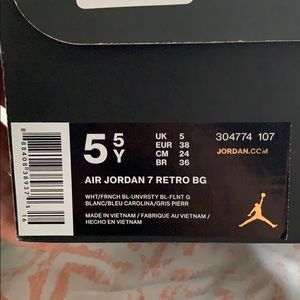 5 5Y
UK 5
EUR 38
CM 24
BR 36
304774 107
JORDAN.COM
AIR JORDAN 7 RETRO BG
WHT/FRNCH BL-UNVRSTY BL-FLNT G
BLANC/BLEU CAROLINA/GRIS PIERR
MADE IN VIETNAM / FABRIQUE AU VIETNAM /
HECHO EN VIETNAM